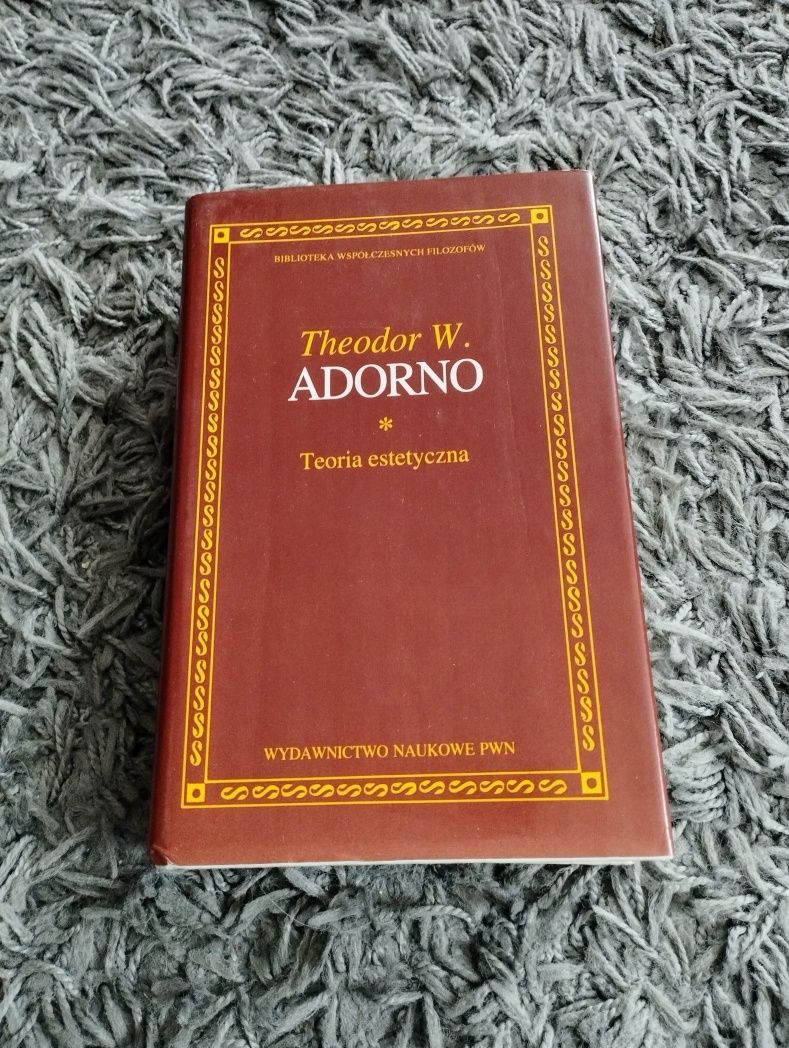 BIBLIOTEKA WSPÓŁCZESNYCH FILOZOFÓW
Theodor W.
ADORNO
*
Teoria estetyczna
WYDAWNICTWO NAUKOWE PWN